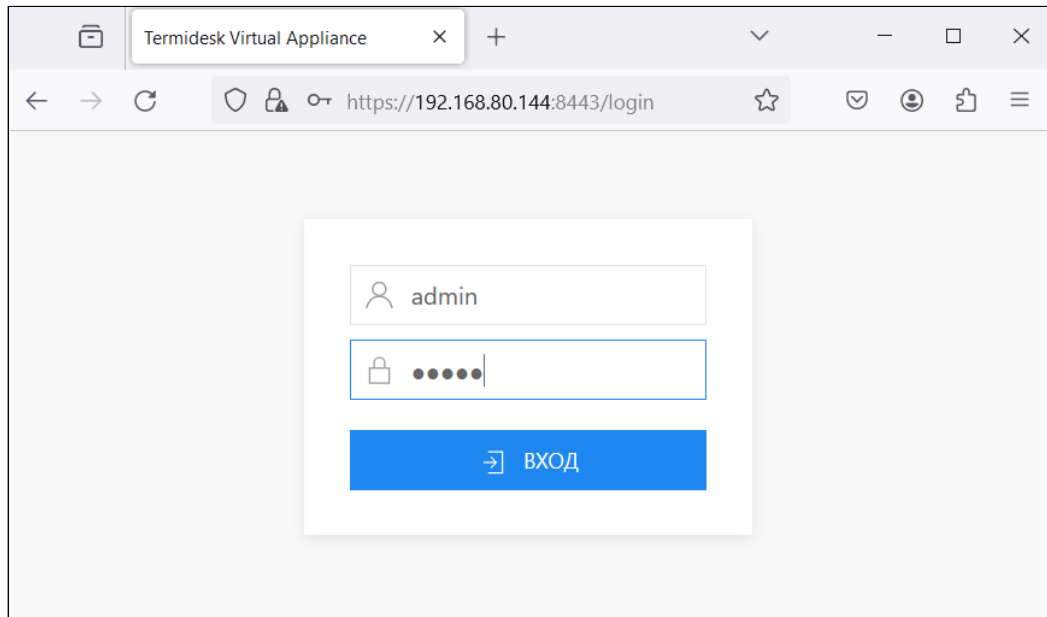 Termidesk Virtual Appliance
https://192.168.80.144:8443/login
admin
●●●●●
ВХОД